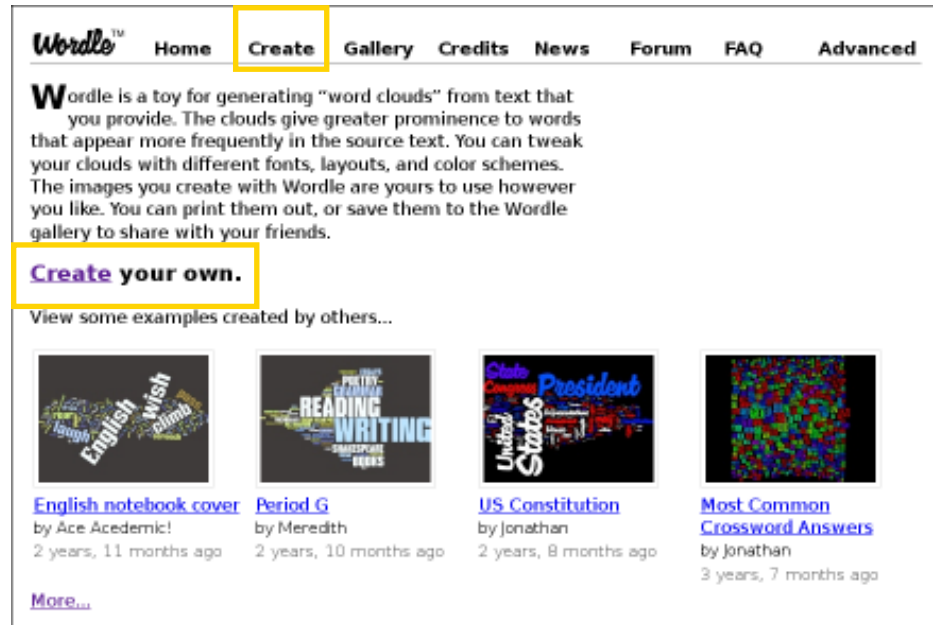 Wordle™ Home Create Gallery Credits News Forum FAQ Advanced
Wordle is a toy for generating “word clouds” from text that
you provide. The clouds give greater prominence to words
that appear more frequently in the source text. You can tweak
your clouds with different fonts, layouts, and color schemes.
The images you create with Wordle are yours to use however
you like. You can print them out, or save them to the Wordle
gallery to share with your friends.
Create your own.
View some examples created by others...
laugh English wish Climb
POETRY
GRAMMAR
READING
WRITING
SHAKESPEARE
BOOKS
State
Congress President
United States
English notebook cover Period G US Constitution Most Common
Crossword Answers
by Ace Acedemic! by Meredith by Jonathan by Jonathan
2 years, 11 months ago 2 years, 10 months ago 2 years, 8 months ago 3 years, 7 months ago
More...